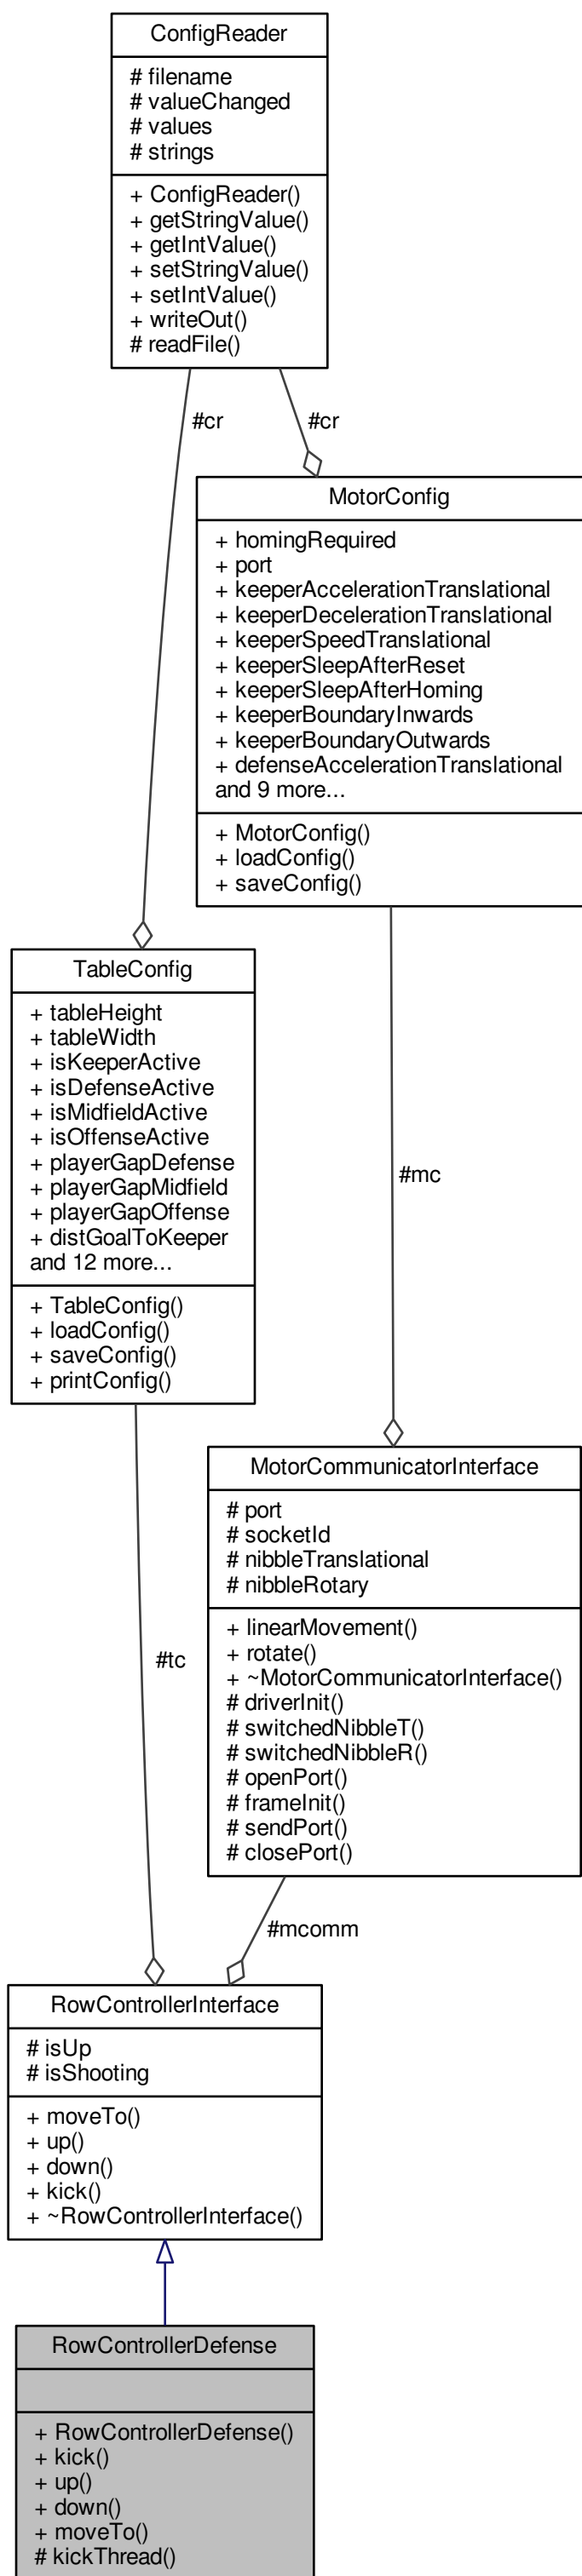 ConfigReader
# filename
# valueChanged
# values
# strings
+ ConfigReader()
+ getStringValue()
+ getIntValue()
+ setStringValue()
+ setIntValue()
+ writeOut()
# readFile()
#cr
#cr
MotorConfig
+ homingRequired
+ port
+ keeperAccelerationTranslational
+ keeperDecelerationTranslational
+ keeperSpeedTranslational
+ keeperSleepAfterReset
+ keeperSleepAfterHoming
+ keeperBoundaryInwards
+ keeperBoundaryOutwards
+ defenseAccelerationTranslational
and 9 more...
+ MotorConfig()
+ loadConfig()
+ saveConfig()
TableConfig
+ tableHeight
+ tableWidth
+ isKeeperActive
+ isDefenseActive
+ isMidfieldActive
+ isOffenseActive
+ playerGapDefense
+ playerGapMidfield
+ playerGapOffense
+ distGoalToKeeper
and 12 more...
+ TableConfig()
+ loadConfig()
+ saveConfig()
+ printConfig()
#mc
MotorCommunicatorInterface
# port
# socketId
# nibbleTranslational
# nibbleRotary
+ linearMovement()
+ rotate()
+ ~MotorCommunicatorInterface()
# driverInit()
# switchedNibbleT()
# switchedNibbleR()
# openPort()
# frameInit()
# sendPort()
# closePort()
#tc
#mcomm
RowControllerInterface
# isUp
# isShooting
+ moveTo()
+ up()
+ down()
+ kick()
+ ~RowControllerInterface()
RowControllerDefense
+ RowControllerDefense()
+ kick()
+ up()
+ down()
+ moveTo()
# kickThread()